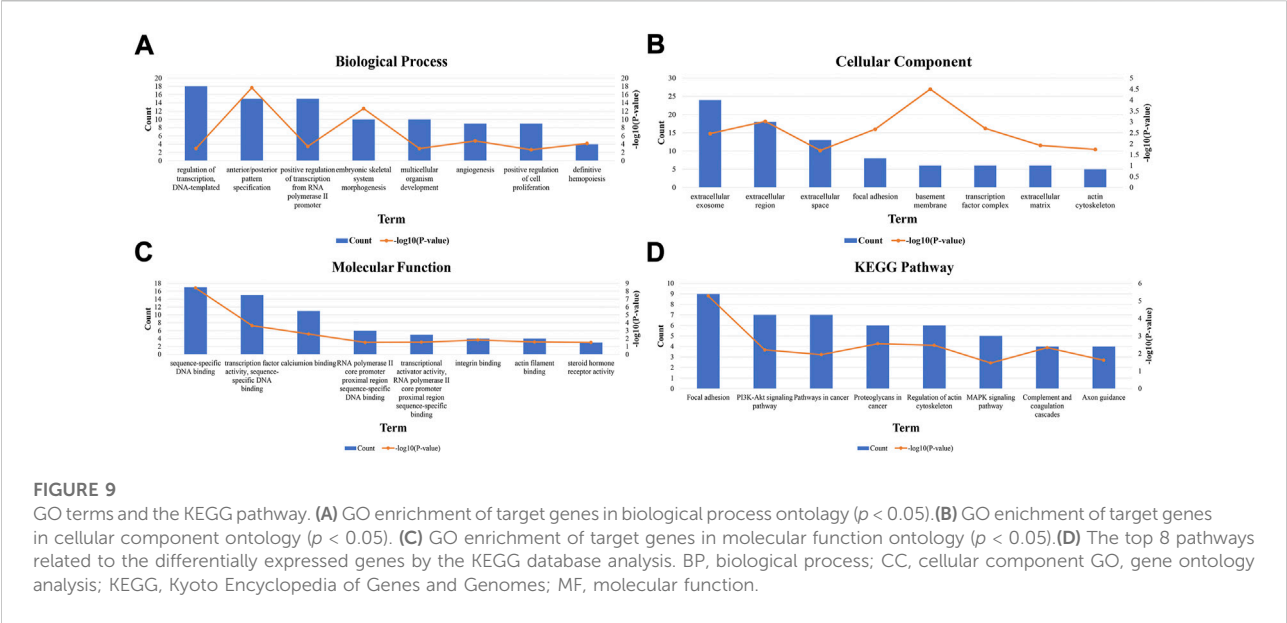 A
Biological Process
20
18
16
14
12
10
8
6
4
2
0
Count
20
18
16
14
12
10
8
6
4
2
0
-log10(P-value)
regulation of transcription, DNA-templated
anterior/posterior pattern specification
positive regulation of transcription from RNA polymerase II promoter
embryonic skeletal system morphogenesis
multicellular organism development
angiogenesis
positive regulation of cell proliferation
definitive hemopoiesis
Term
Count
-log10(P-value)
B
Cellular Component
30
25
20
15
10
5
0
Count
5
4.5
4
3.5
3
2.5
2
1.5
1
0.5
0
-log10(P-value)
extracellular exosome
extracellular region
extracellular space
focal adhesion
basement membrane
transcription factor complex
extracellular matrix
actin cytoskeleton
Term
Count
-log10(P-value)
C
Molecular Function
18
16
14
12
10
8
6
4
2
0
Count
9
8
7
6
5
4
3
2
1
0
-log10(P-value)
sequence-specific DNA binding
transcription factor activity, sequence-specific DNA binding
calciumion binding
RNA polymerase II core promoter proximal region sequence-specific DNA binding
transcriptional activator activity, RNA polymerase II core promoter proximal region sequence-specific binding
integrin binding
actin filament binding
steroid hormone receptor activity
Term
Count
-log10(P-value)
D
KEGG Pathway
10
9
8
7
6
5
4
3
2
1
0
Count
6
5
4
3
2
1
0
-log10(P-value)
Focal adhesion
PI3K-Akt signaling pathway
Pathways in cancer
Proteoglycans in cancer
Regulation of actin cytoskeleton
MAPK signaling pathway
Complement and coagulation cascades
Axon guidance
Term
Count
-log10(P-value)
FIGURE 9
GO terms and the KEGG pathway. (A) GO enrichment of target genes in biological process ontolagy (p < 0.05).(B) GO enichment of target genes
in cellular component ontology (p < 0.05). (C) GO enrichment of target genes in molecular function ontology (p < 0.05).(D) The top 8 pathways
related to the differentially expressed genes by the KEGG database analysis. BP, biological process; CC, cellular component GO, gene ontology
analysis; KEGG, Kyoto Encyclopedia of Genes and Genomes; MF, molecular function.